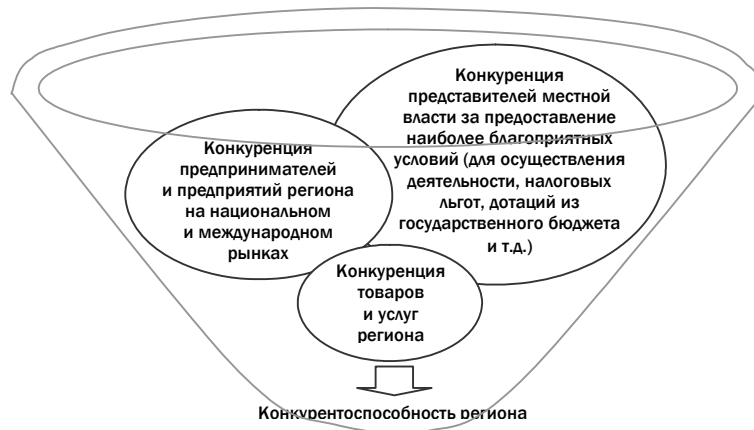 Конкуренция
представителей местной
власти за предоставление
наиболее благоприятных
условий (для осуществления
деятельности, налоговых
льгот, дотаций из
государственного бюджета
и т.д.)
Конкуренция
предпринимателей
и предприятий региона
на национальном
и международном
рынках
Конкуренция
товаров
и услуг
региона
Конкурентоспособность региона